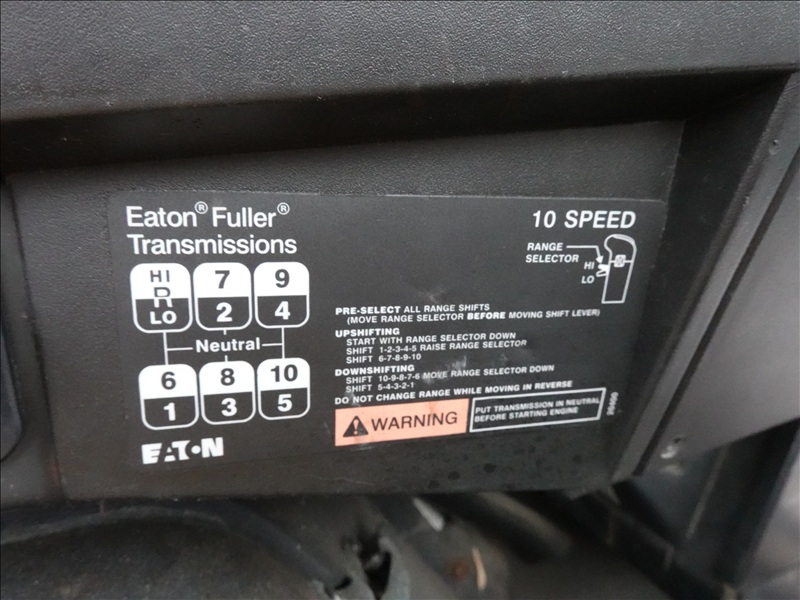 Eaton® Fuller®
Transmissions
10 SPEED
RANGE
SELECTOR
HI
LO
HI 7 9
R
LO 2 4
Neutral
6 8 10
1 3 5
EATON
PRE-SELECT ALL RANGE SHIFTS
(MOVE RANGE SELECTOR BEFORE MOVING SHIFT LEVER)
UPSHIFTING
START WITH RANGE SELECTOR DOWN
SHIFT 1-2-3-4-5 RAISE RANGE SELECTOR
SHIFT 6-7-8-9-10
DOWNSHIFTING
SHIFT 10-9-8-7-6 MOVE RANGE SELECTOR DOWN
SHIFT 5-4-3-2-1
DO NOT CHANGE RANGE WHILE MOVING IN REVERSE
WARNING
PUT TRANSMISSION IN NEUTRAL
BEFORE STARTING ENGINE